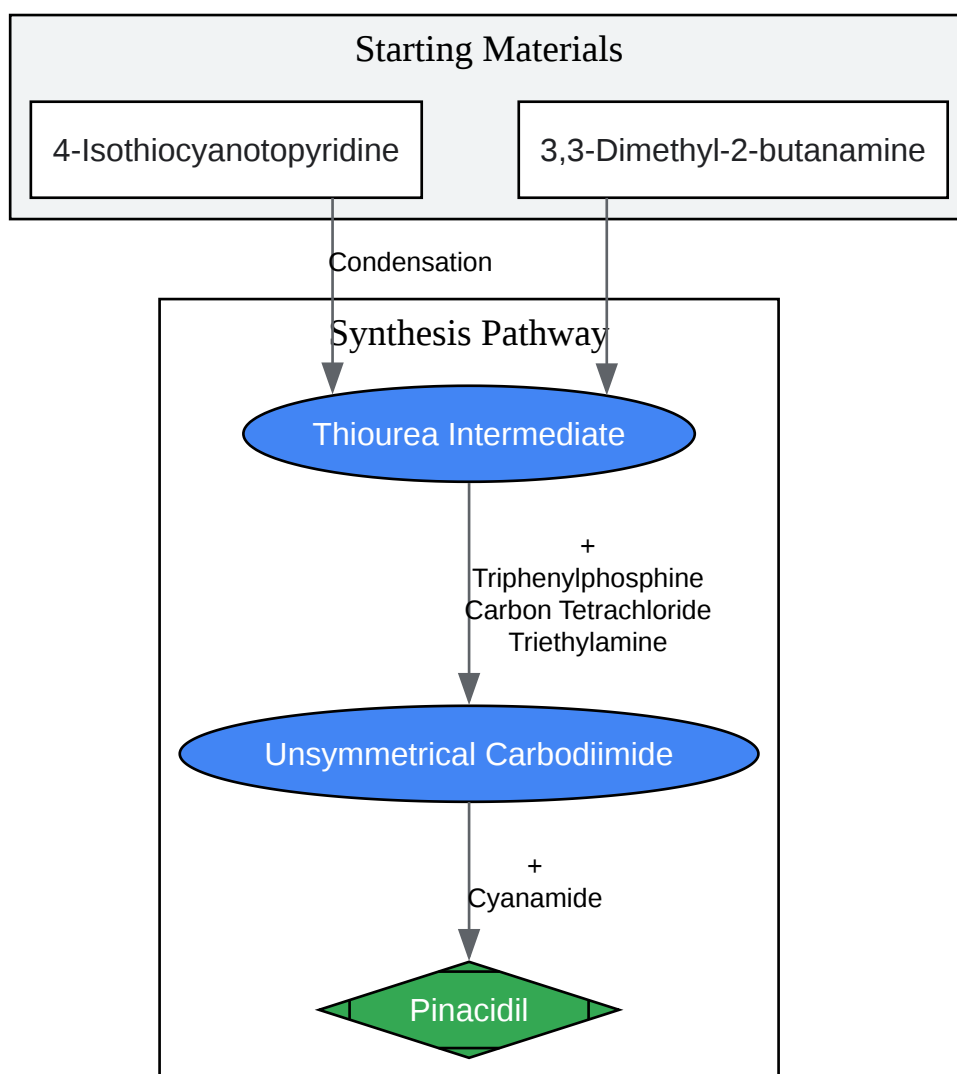 Starting Materials
4-Isothiocyanotopyridine
3,3-Dimethyl-2-butanamine
Condensation
Synthesis Pathway
Thiourea Intermediate
+
Triphenylphosphine
Carbon Tetrachloride
Triethylamine
Unsymmetrical Carbodiimide
+
Cyanamide
Pinacidil